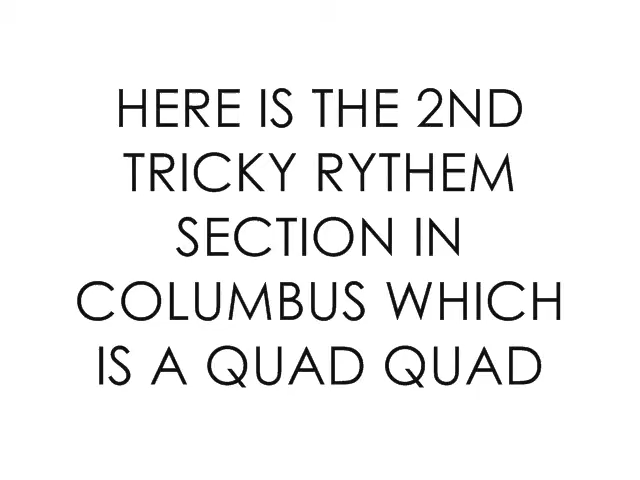 HERE IS THE 2ND
TRICKY RYTHEM
SECTION IN
COLUMBUS WHICH
IS A QUAD QUAD